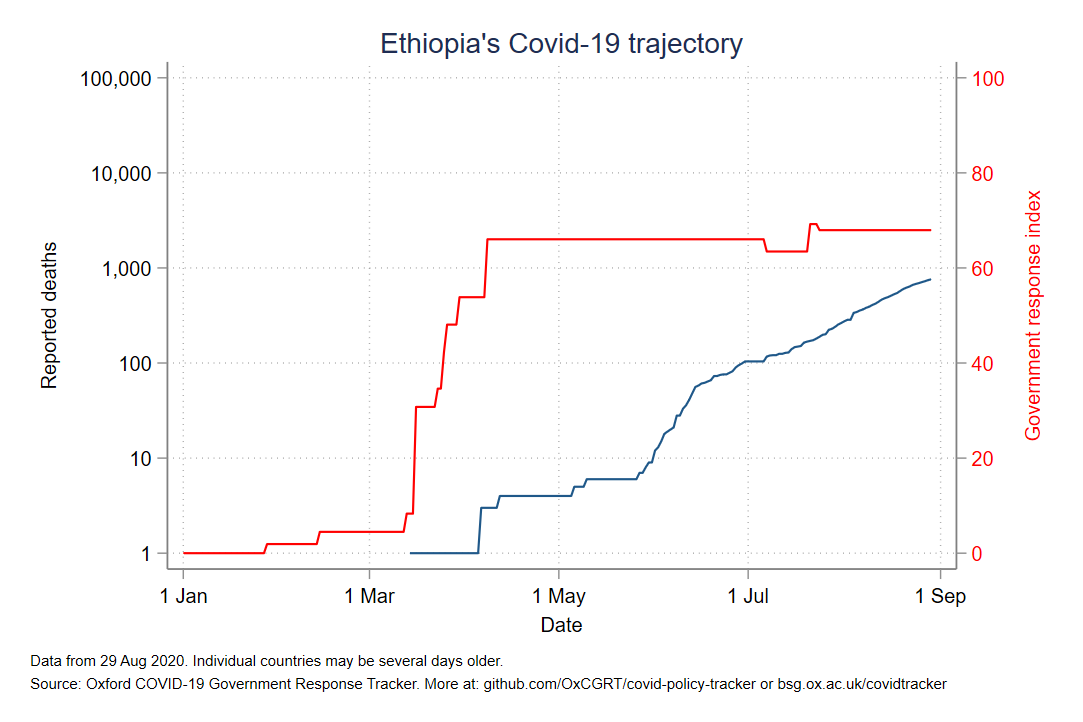 Ethiopia's Covid-19 trajectory
100,000
10,000
1,000
100
10
1
Reported deaths
100
80
60
40
20
0
Government response index
1 Jan 1 Mar 1 May 1 Jul 1 Sep
Date
Data from 29 Aug 2020. Individual countries may be several days older.
Source: Oxford COVID-19 Government Response Tracker. More at: github.com/OxCGRT/covid-policy-tracker or bsg.ox.ac.uk/covidtracker